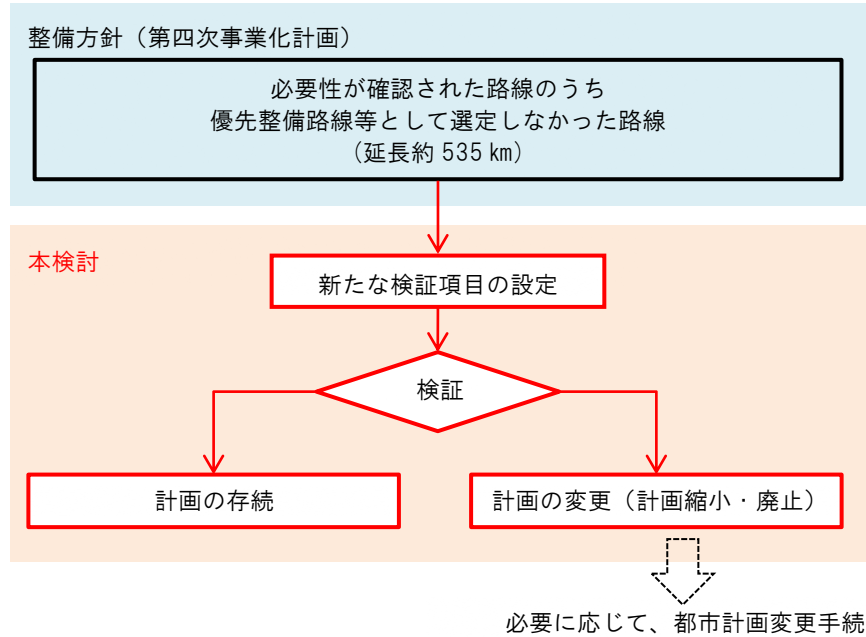 整備方針（第四次事業化計画）
必要性が確認された路線のうち
優先整備路線等として選定しなかった路線
（延長約 535 km）
本検討
新たな検証項目の設定
検証
計画の存続
計画の変更（計画縮小・廃止）
必要に応じて、都市計画変更手続